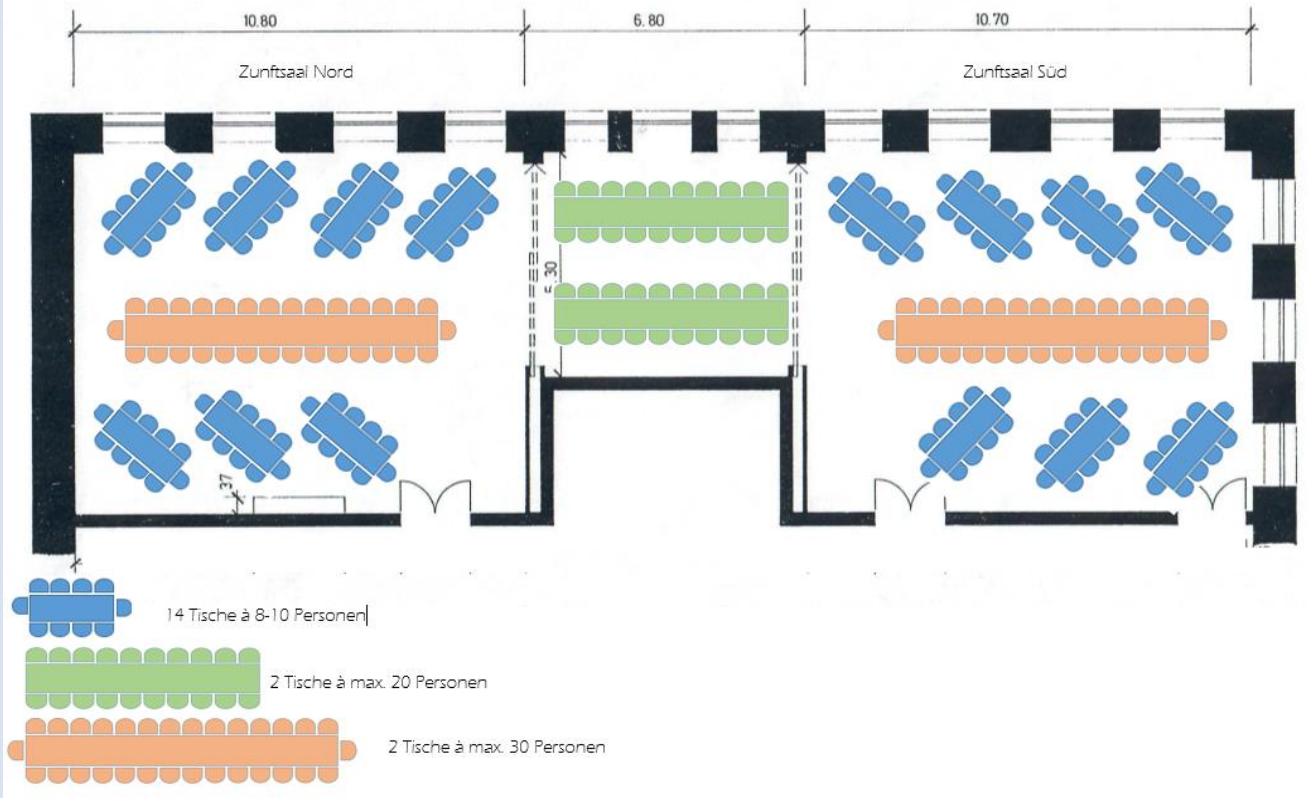 10.80
6.80
10.70
Zunftsaal Nord
Zunftsaal Süd
5.30
37
14 Tische à 8-10 Personen
2 Tische à max. 20 Personen
2 Tische à max. 30 Personen